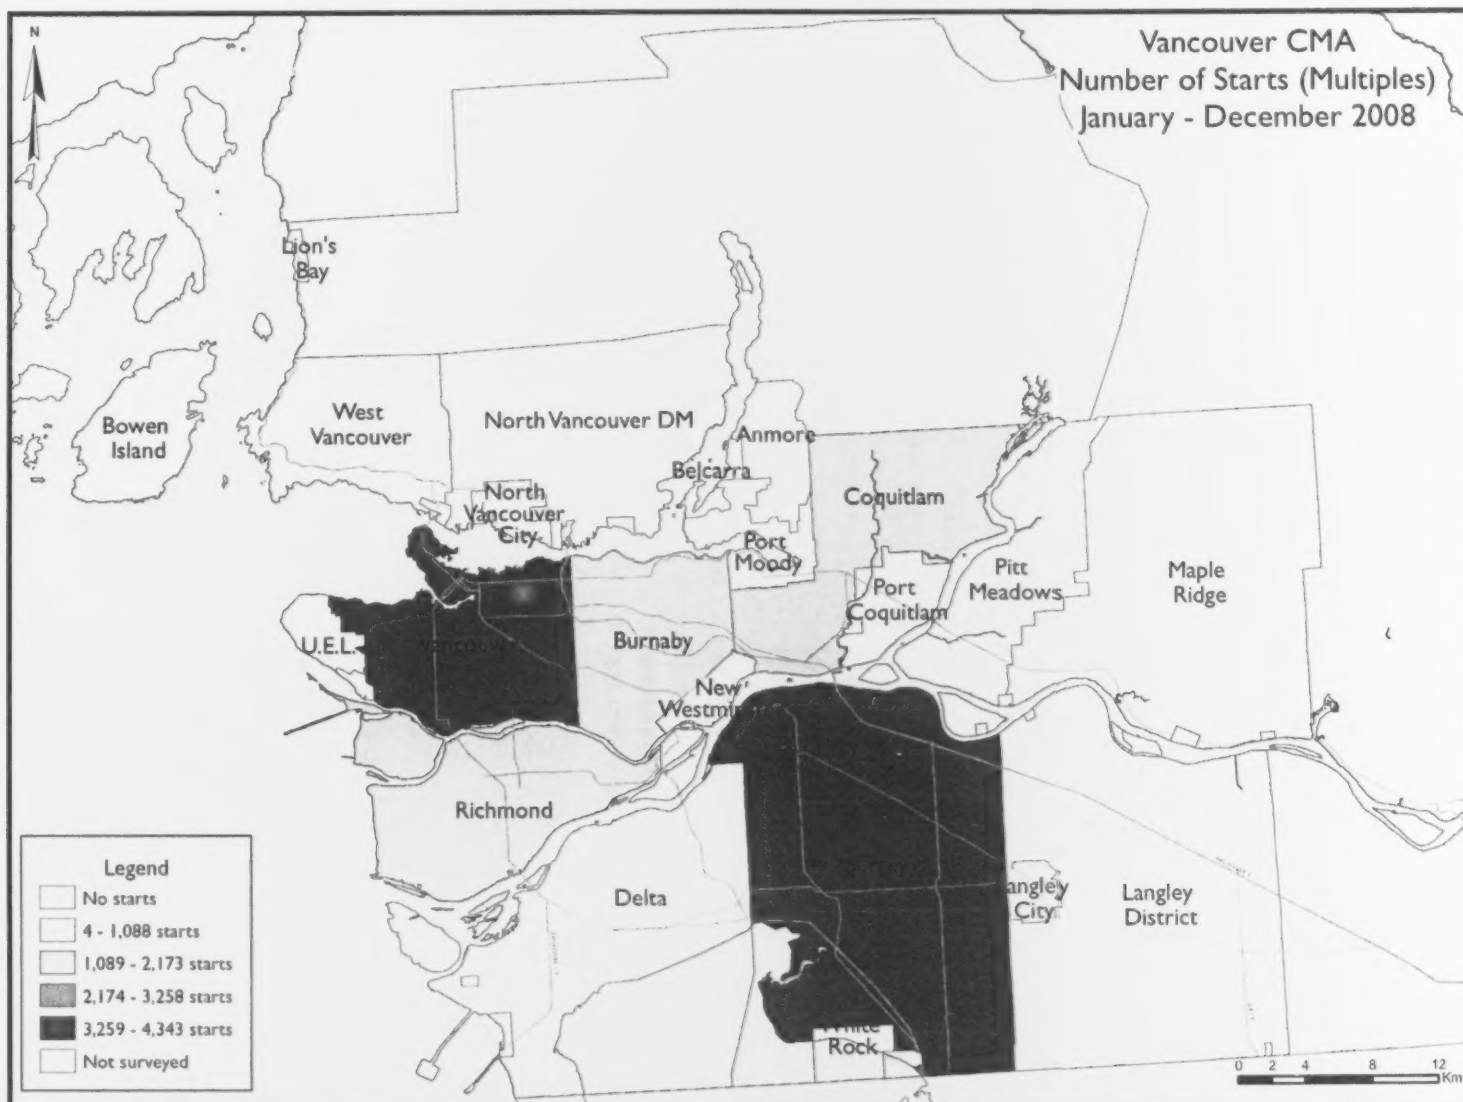 N
Vancouver CMA
Number of Starts (Multiples)
January - December 2008
Lion's
Bay
West
Vancouver
North Vancouver DM
Anmore
Bowen
Island
Belcarra
Coquitlam
North
Vancouver
City
Port
Moody
Pitt
Meadows
Maple
Ridge
Port
Coquitlam
U.E.L.
Vancouver
Burnaby
New
Richmond
Surrey
Delta
City
Langley
District
White
Rock
Legend
No starts
4 - 1,088 starts
1,089 - 2,173 starts
2,174 - 3,258 starts
3,259 - 4,343 starts
Not surveyed
0 2 4 8 12
Km